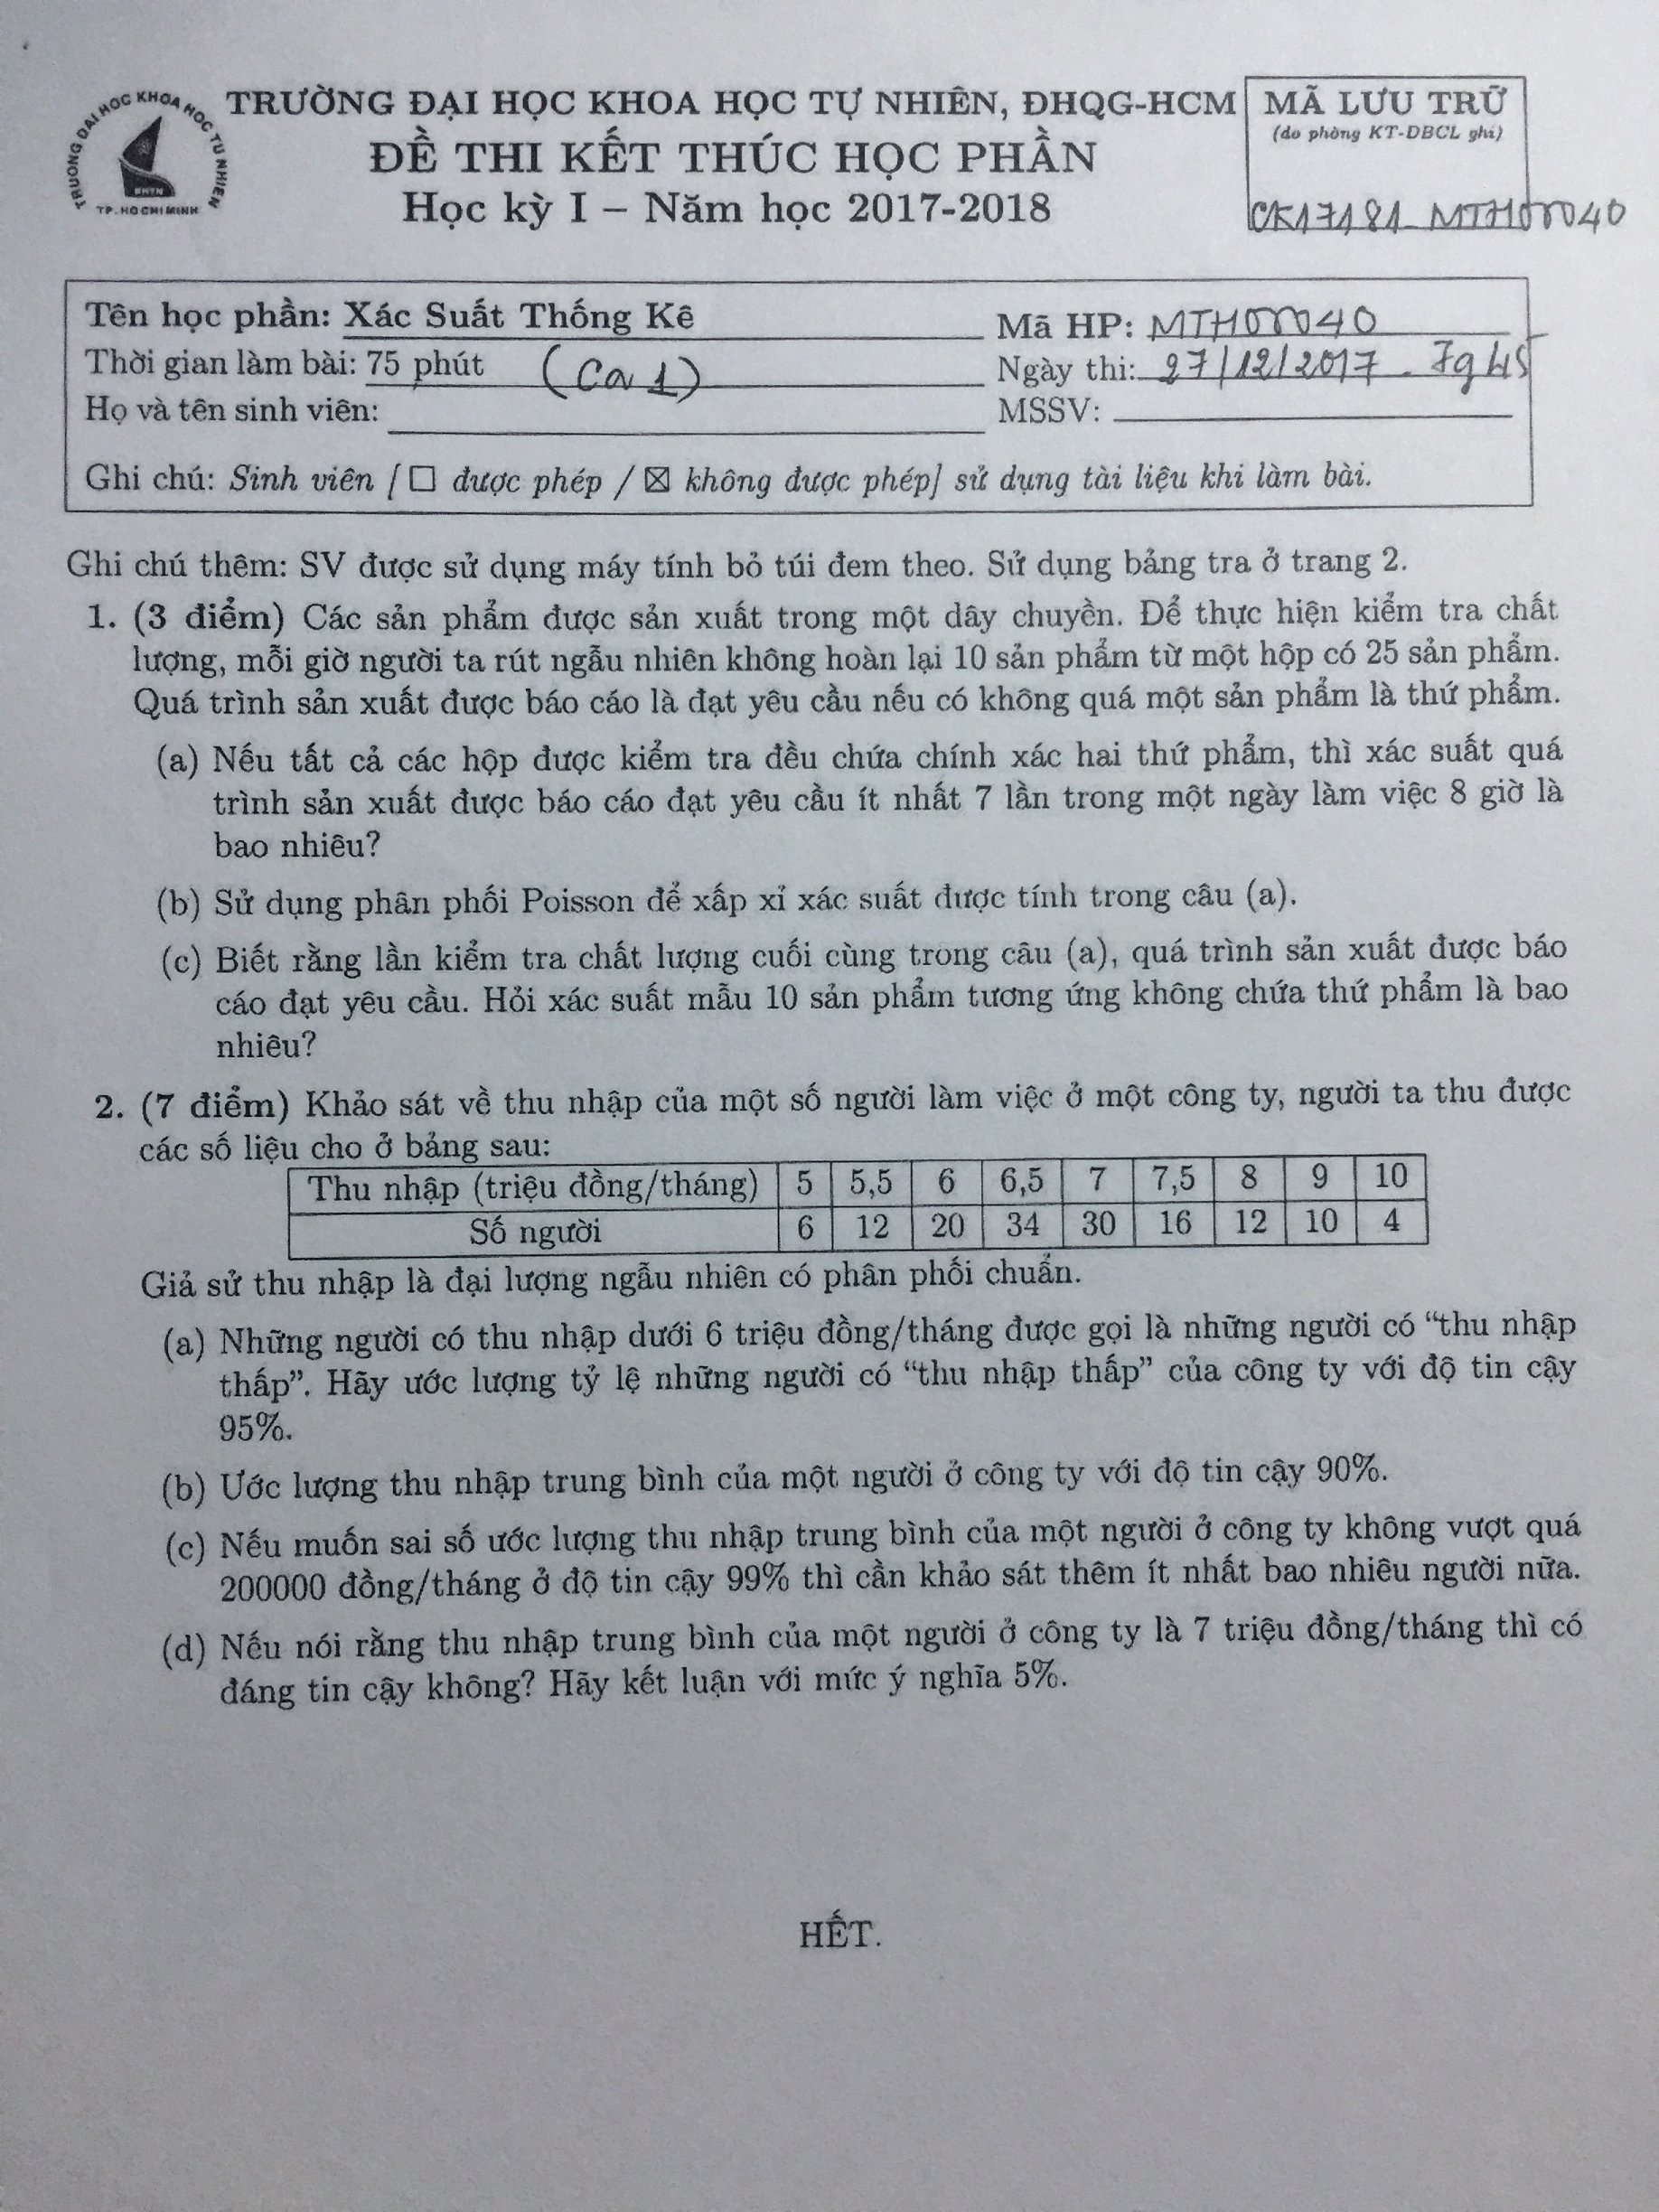 TRƯỜNG ĐẠI HỌC KHOA HỌC TỰ NHIÊN
TP. HO CHI MINH
TRƯỜNG ĐẠI HỌC KHOA HỌC TỰ NHIÊN, ĐHQG-HCM
ĐỀ THI KẾT THÚC HỌC PHẦN
Học kỳ I – Năm học 2017-2018
MÃ LƯU TRỮ
(do phòng KT-DBCL ghi)
CK17181_MTH00040
Tên học phần: Xác Suất Thống Kê Mã HP: MTH00040
Thời gian làm bài: 75 phút (Ca 1) Ngày thi: 27/12/2017 - 7g45
Họ và tên sinh viên: MSSV:
Ghi chú: Sinh viên [☐ được phép / ☒ không được phép] sử dụng tài liệu khi làm bài.
Ghi chú thêm: SV được sử dụng máy tính bỏ túi đem theo. Sử dụng bảng tra ở trang 2.
1. (3 điểm) Các sản phẩm được sản xuất trong một dây chuyền. Để thực hiện kiểm tra chất
lượng, mỗi giờ người ta rút ngẫu nhiên không hoàn lại 10 sản phẩm từ một hộp có 25 sản phẩm.
Quá trình sản xuất được báo cáo là đạt yêu cầu nếu có không quá một sản phẩm là thứ phẩm.
(a) Nếu tất cả các hộp được kiểm tra đều chứa chính xác hai thứ phẩm, thì xác suất quá
trình sản xuất được báo cáo đạt yêu cầu ít nhất 7 lần trong một ngày làm việc 8 giờ là
bao nhiêu?
(b) Sử dụng phân phối Poisson để xấp xỉ xác suất được tính trong câu (a).
(c) Biết rằng lần kiểm tra chất lượng cuối cùng trong câu (a), quá trình sản xuất được báo
cáo đạt yêu cầu. Hỏi xác suất mẫu 10 sản phẩm tương ứng không chứa thứ phẩm là bao
nhiêu?
2. (7 điểm) Khảo sát về thu nhập của một số người làm việc ở một công ty, người ta thu được
các số liệu cho ở bảng sau:
Thu nhập (triệu đồng/tháng) 5 5,5 6 6,5 7 7,5 8 9 10
Số người 6 12 20 34 30 16 12 10 4
Giả sử thu nhập là đại lượng ngẫu nhiên có phân phối chuẩn.
(a) Những người có thu nhập dưới 6 triệu đồng/tháng được gọi là những người có “thu nhập
thấp”. Hãy ước lượng tỷ lệ những người có “thu nhập thấp” của công ty với độ tin cậy
95%.
(b) Ước lượng thu nhập trung bình của một người ở công ty với độ tin cậy 90%.
(c) Nếu muốn sai số ước lượng thu nhập trung bình của một người ở công ty không vượt quá
200000 đồng/tháng ở độ tin cậy 99% thì cần khảo sát thêm ít nhất bao nhiêu người nữa.
(d) Nếu nói rằng thu nhập trung bình của một người ở công ty là 7 triệu đồng/tháng thì có
đáng tin cậy không? Hãy kết luận với mức ý nghĩa 5%.
HẾT.